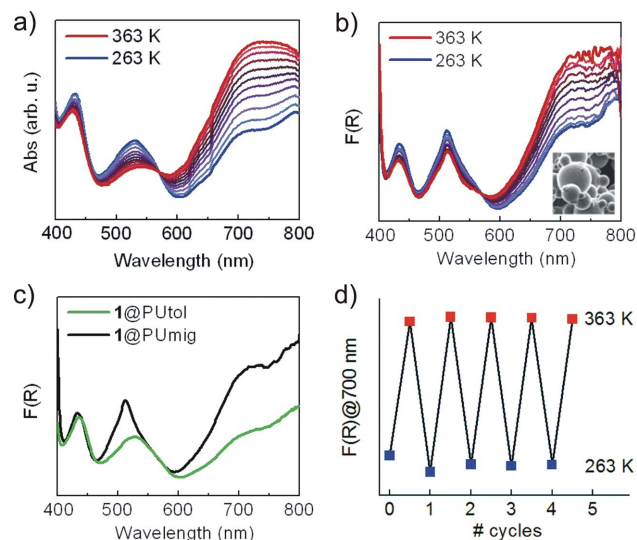 a)
363 K
263 K
Abs (arb. u.)
400 500 600 700 800
Wavelength (nm)
b)
363 K
263 K
F(R)
400 500 600 700 800
Wavelength (nm)
c)
1@PUtol
1@PUmig
F(R)
400 500 600 700 800
Wavelength (nm)
d)
363 K
263 K
F(R)@700 nm
0 1 2 3 4 5
# cycles